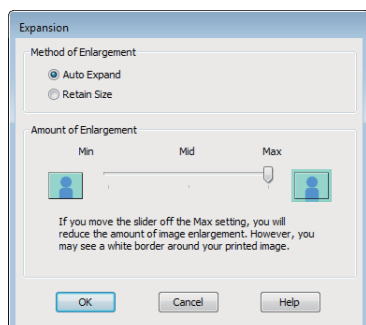 Expansion
Method of Enlargement
Auto Expand
Retain Size
Amount of Enlargement
Min Mid Max
If you move the slider off the Max setting, you will
reduce the amount of image enlargement. However, you
may see a white border around your printed image.
OK Cancel Help